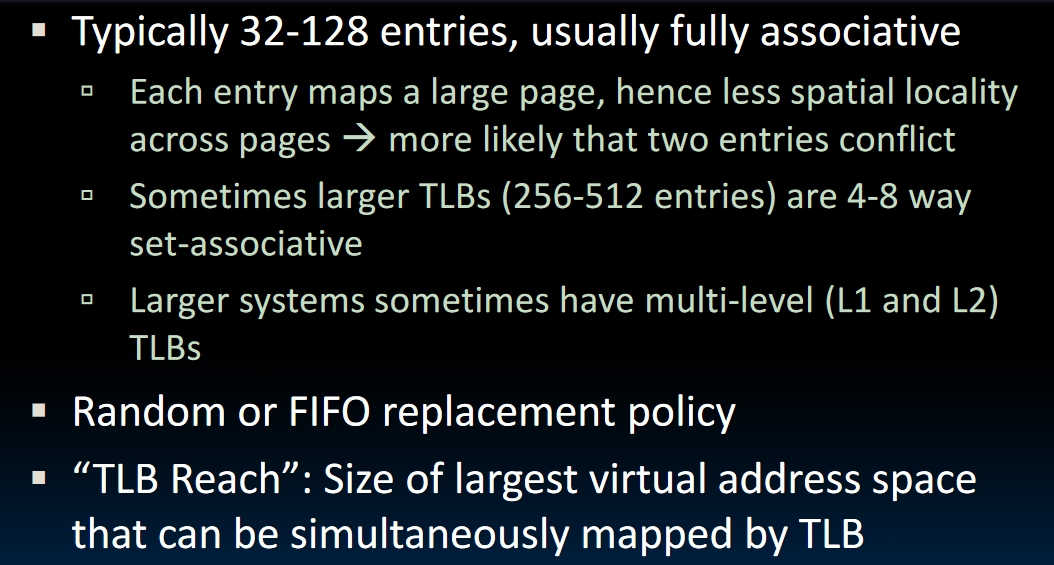 ▪ Typically 32-128 entries, usually fully associative
▫ Each entry maps a large page, hence less spatial locality
across pages → more likely that two entries conflict
▫ Sometimes larger TLBs (256-512 entries) are 4-8 way
set-associative
▫ Larger systems sometimes have multi-level (L1 and L2)
TLBs
▪ Random or FIFO replacement policy
▪ “TLB Reach”: Size of largest virtual address space
that can be simultaneously mapped by TLB